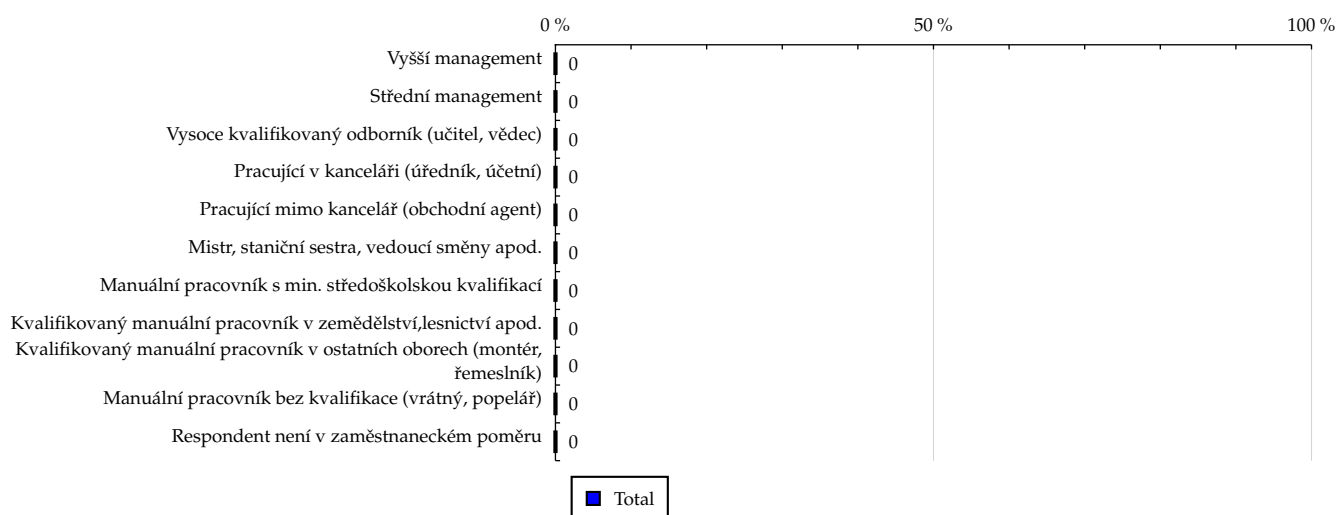 0 % 50 % 100 %
Vyšší management 0
Střední management 0
Vysoce kvalifikovaný odborník (učitel, vědec) 0
Pracující v kanceláři (úředník, účetní) 0
Pracující mimo kancelář (obchodní agent) 0
Mistr, staniční sestra, vedoucí směny apod. 0
Manuální pracovník s min. středoškolskou kvalifikací 0
Kvalifikovaný manuální pracovník v zemědělství,lesnictví apod. 0
Kvalifikovaný manuální pracovník v ostatních oborech (montér,
řemeslník) 0
Manuální pracovník bez kvalifikace (vrátný, popelář) 0
Respondent není v zaměstnaneckém poměru 0
Total